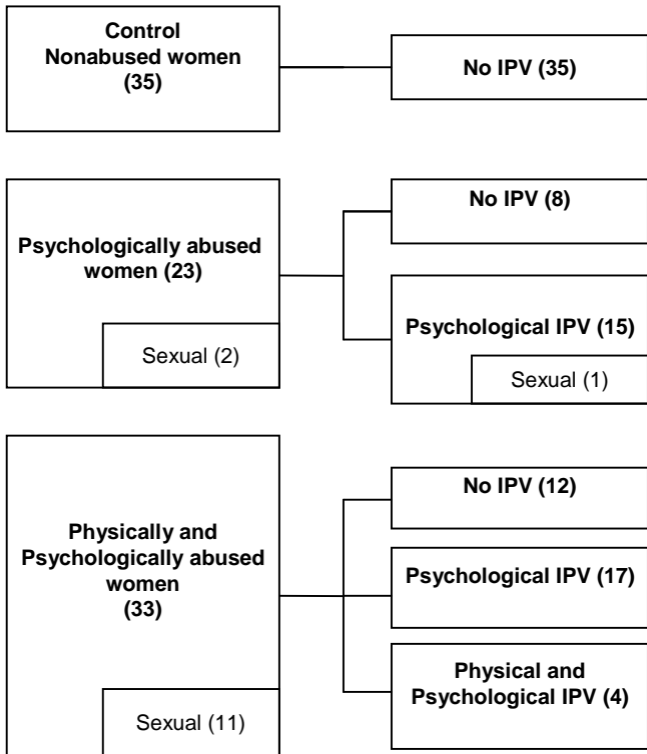 Control
Nonabused women
(35)
No IPV (35)
Psychologically abused
women (23)
Sexual (2)
No IPV (8)
Psychological IPV (15)
Sexual (1)
Physically and
Psychologically abused
women
(33)
Sexual (11)
No IPV (12)
Psychological IPV (17)
Physical and
Psychological IPV (4)